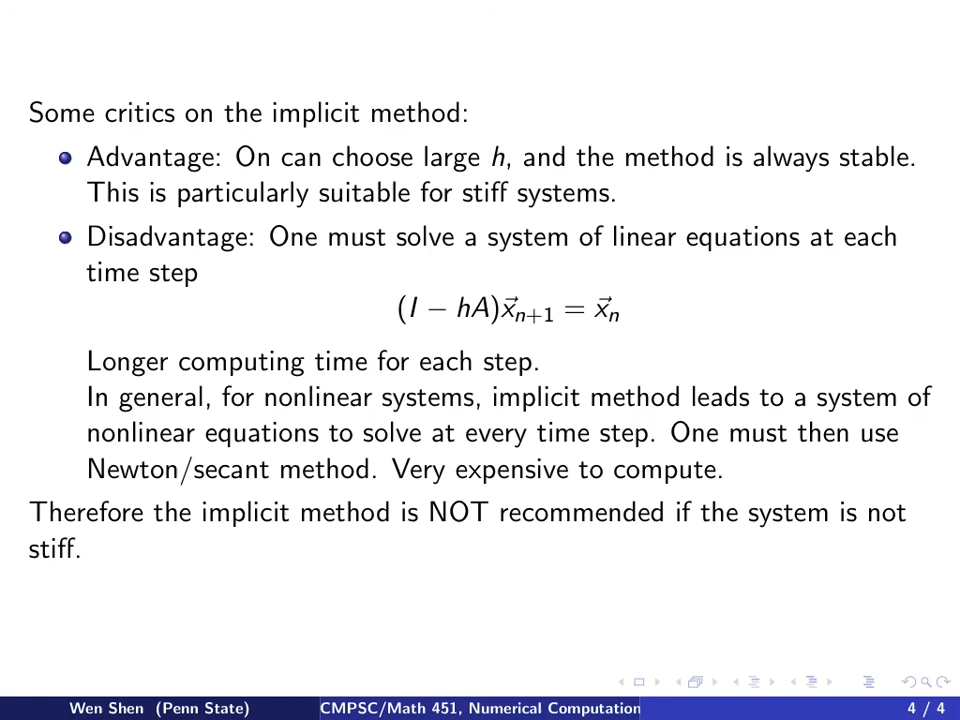 Some critics on the implicit method:
Advantage: On can choose large h, and the method is always stable.
This is particularly suitable for stiff systems.
Disadvantage: One must solve a system of linear equations at each
time step
(I − hA)x⃗ₙ₊₁ = x⃗ₙ
Longer computing time for each step.
In general, for nonlinear systems, implicit method leads to a system of
nonlinear equations to solve at every time step. One must then use
Newton/secant method. Very expensive to compute.
Therefore the implicit method is NOT recommended if the system is not
stiff.
Wen Shen (Penn State) CMPSC/Math 451, Numerical Computation 4 / 4